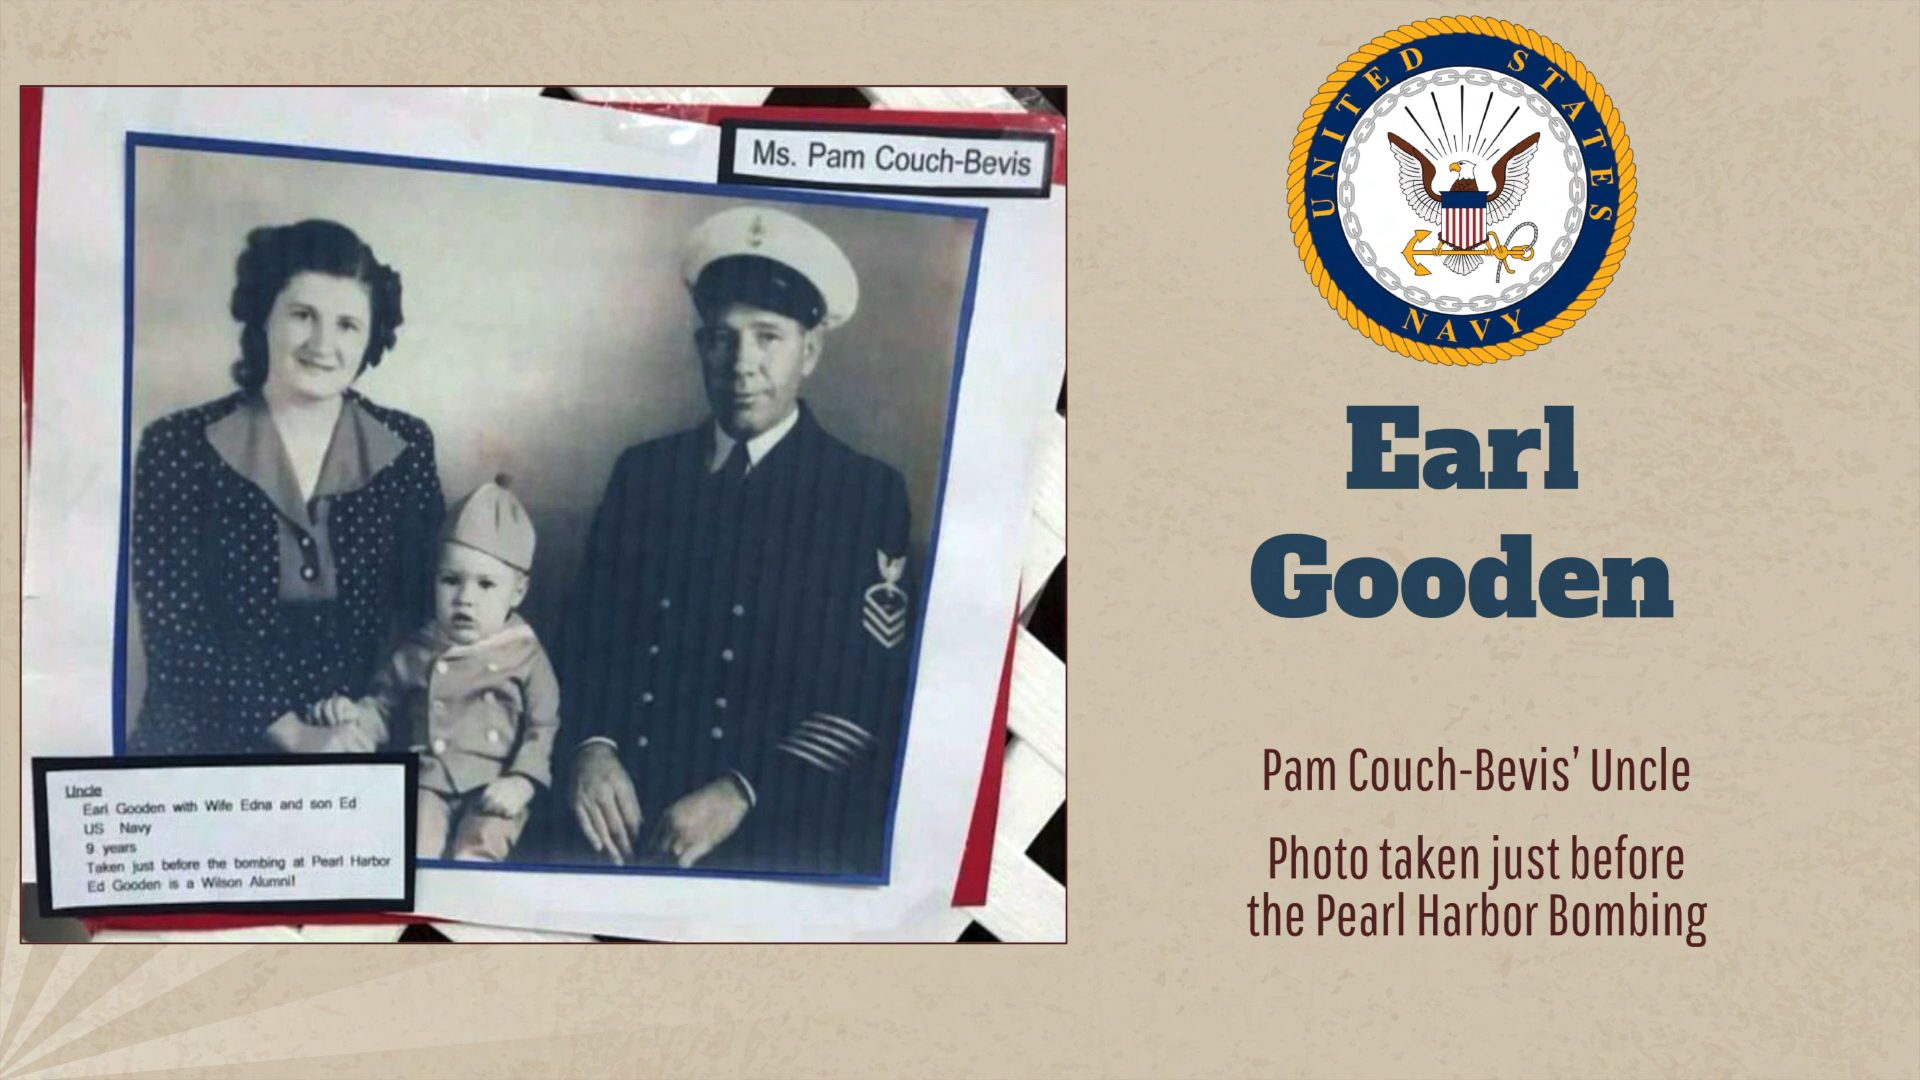 Ms. Pam Couch-Bevis
Uncle
Earl Gooden with Wife Edna and son Ed
US Navy
9 years
Taken just before the bombing at Pearl Harbor
Ed Gooden is a Wilson Alumni!
UNITED STATES
NAVY
Earl
Gooden
Pam Couch-Bevis’ Uncle
Photo taken just before
the Pearl Harbor Bombing